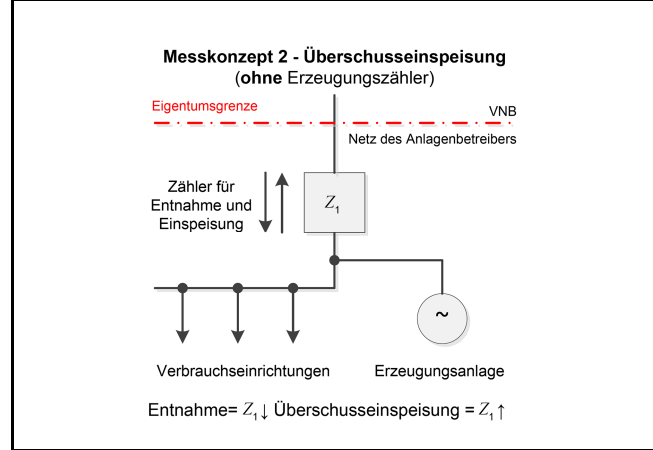 Messkonzept 2 - Überschusseinspeisung
(ohne Erzeugungszähler)
Eigentumsgrenze
VNB
Netz des Anlagenbetreibers
Zähler für
Entnahme und
Einspeisung
Z₁
~
Verbrauchseinrichtungen
Erzeugungsanlage
Entnahme= Z₁↓ Überschusseinspeisung = Z₁↑